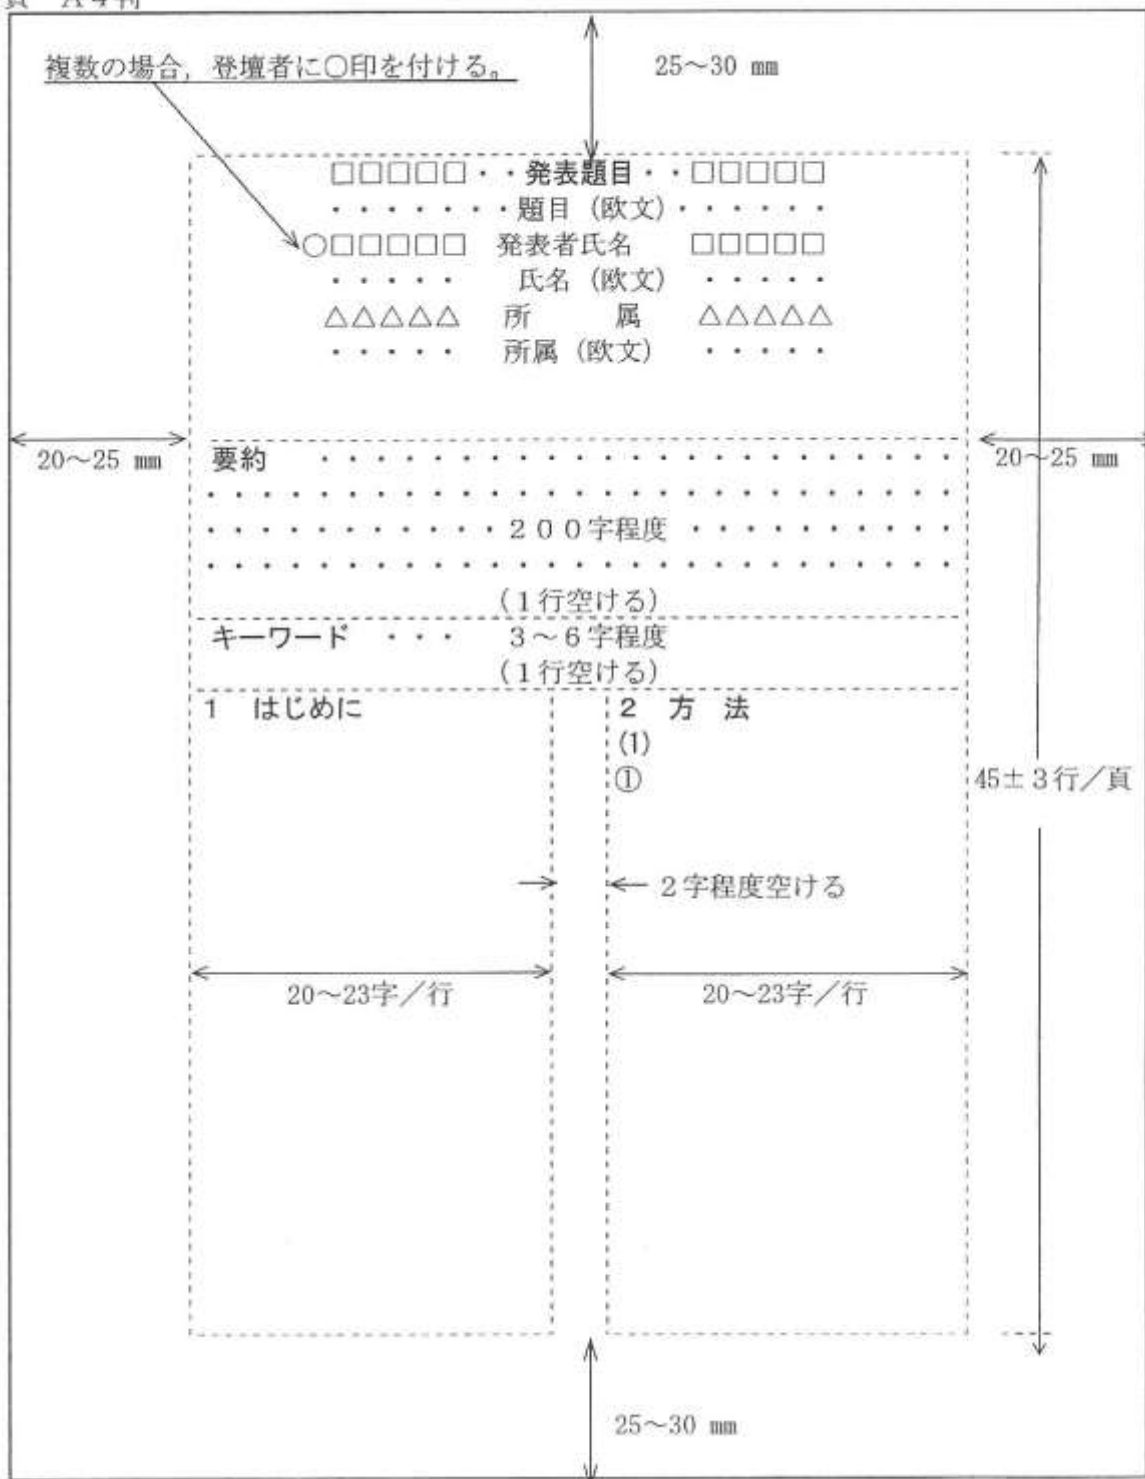 頁 A4判
複数の場合，登壇者に○印を付ける。
25～30 mm
□□□□□・・発表題目・・□□□□□
・・・・・・・題目（欧文）・・・・・・
○□□□□□ 発表者氏名 □□□□□
・・・・・ 氏名（欧文） ・・・・・
△△△△△ 所 属 △△△△△
・・・・・ 所属（欧文） ・・・・・
20～25 mm
20～25 mm
要約 ・・・・・・・・・・・・・・・・・・・・・・・
・・・・・・・・・・・・・・・・・・・・・・・・・・・
・・・・・・・・・・・２００字程度・・・・・・・・・・
・・・・・・・・・・・・・・・・・・・・・・・・・・・
（１行空ける）
キーワード ・・・ ３～６字程度
（１行空ける）
１ はじめに
２ 方 法
(1)
①
45±３行／頁
２字程度空ける
20～23字／行
20～23字／行
25～30 mm